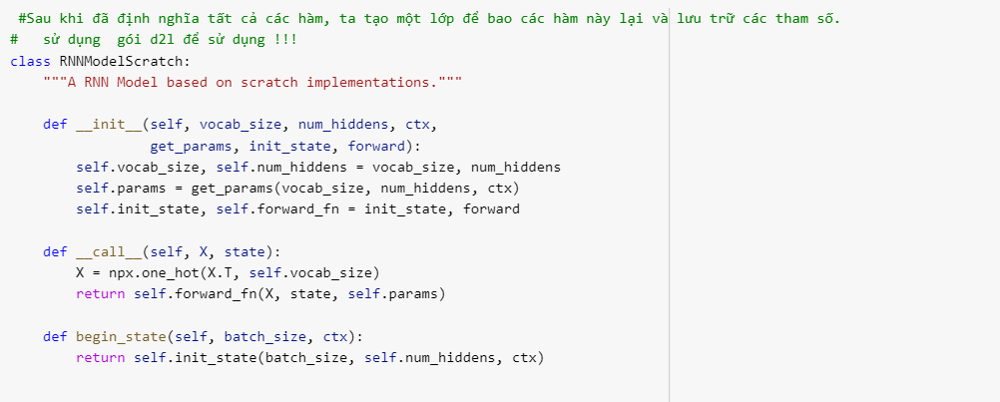 #Sau khi đã định nghĩa tất cả các hàm, ta tạo một lớp để bao các hàm này lại và lưu trữ các tham số.
#   sử dụng  gói d2l để sử dụng !!!
class RNNModelScratch:
    """A RNN Model based on scratch implementations."""

    def __init__(self, vocab_size, num_hiddens, ctx,
                 get_params, init_state, forward):
        self.vocab_size, self.num_hiddens = vocab_size, num_hiddens
        self.params = get_params(vocab_size, num_hiddens, ctx)
        self.init_state, self.forward_fn = init_state, forward

    def __call__(self, X, state):
        X = npx.one_hot(X.T, self.vocab_size)
        return self.forward_fn(X, state, self.params)

    def begin_state(self, batch_size, ctx):
        return self.init_state(batch_size, self.num_hiddens, ctx)